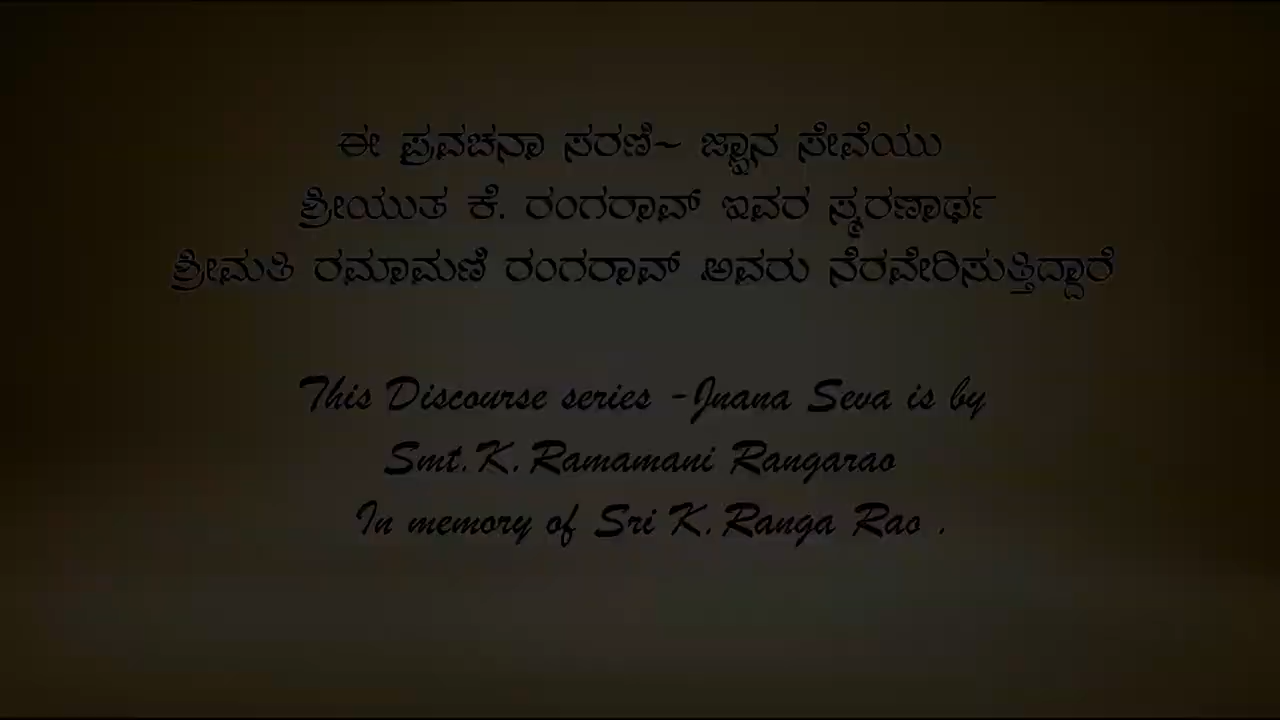 ಈ ಪ್ರವಚನಾ ಸರಣಿ~ ಜ್ಞಾನ ಸೇವೆಯು
ಶ್ರೀಯುತ ಕೆ. ರಂಗರಾವ್ ಇವರ ಸ್ಮರಣಾರ್ಥ
ಶ್ರೀಮತಿ ರಮಾಮಣಿ ರಂಗರಾವ್ ಅವರು ನೆರವೇರಿಸುತ್ತಿದ್ದಾರೆ
This Discourse series -Jnana Seva is by
Smt.K.Ramamani Rangarao
In memory of Sri K.Ranga Rao .